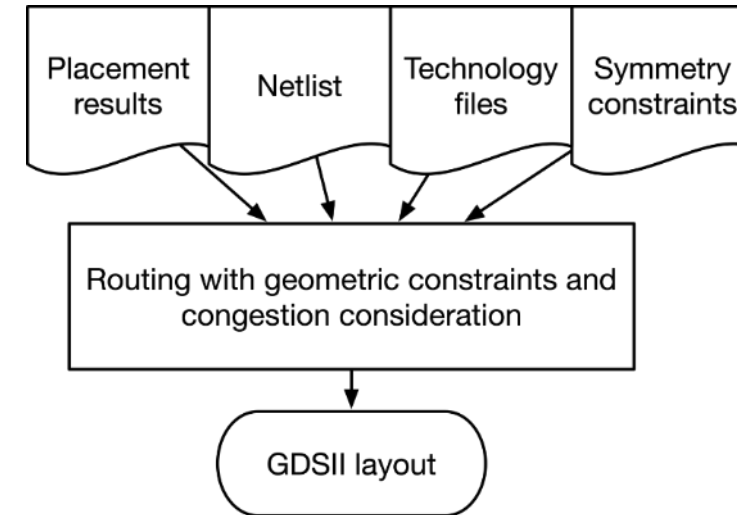 Placement
results
Netlist
Technology
files
Symmetry
constraints
Routing with geometric constraints and
congestion consideration
GDSII layout